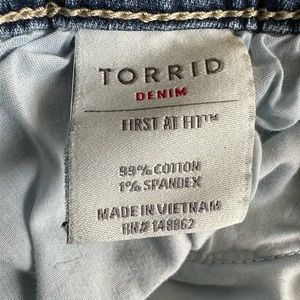 TORRID
DENIM
FIRST AT FIT™
99% COTTON
1% SPANDEX
MADE IN VIETNAM
RN# 148862